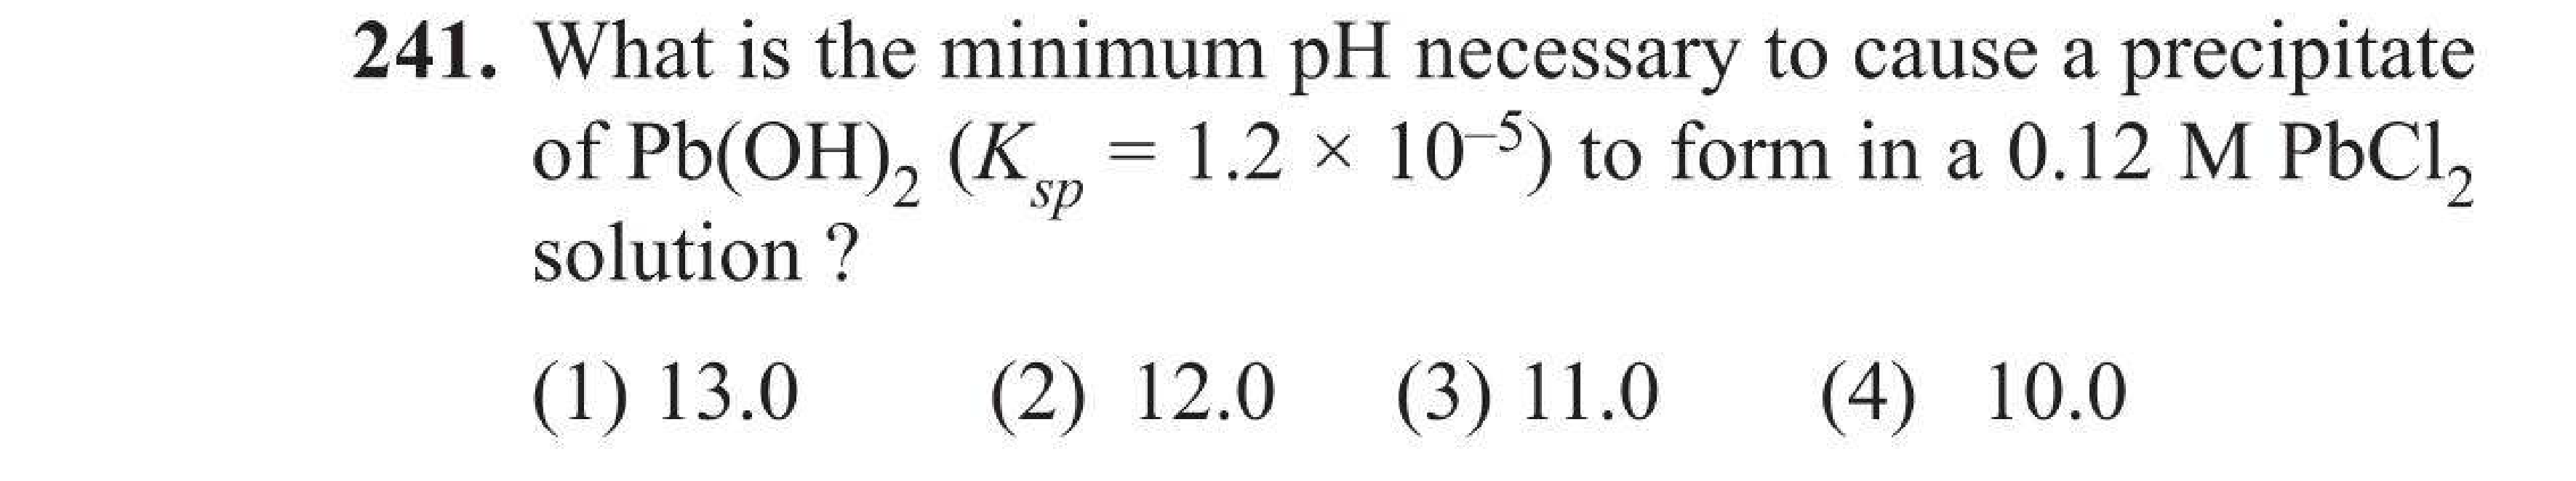 241. What is the minimum pH necessary to cause a precipitate
of Pb(OH)₂ (Kₛₚ = 1.2 × 10⁻⁵) to form in a 0.12 M PbCl₂
solution ?
(1) 13.0 (2) 12.0 (3) 11.0 (4) 10.0